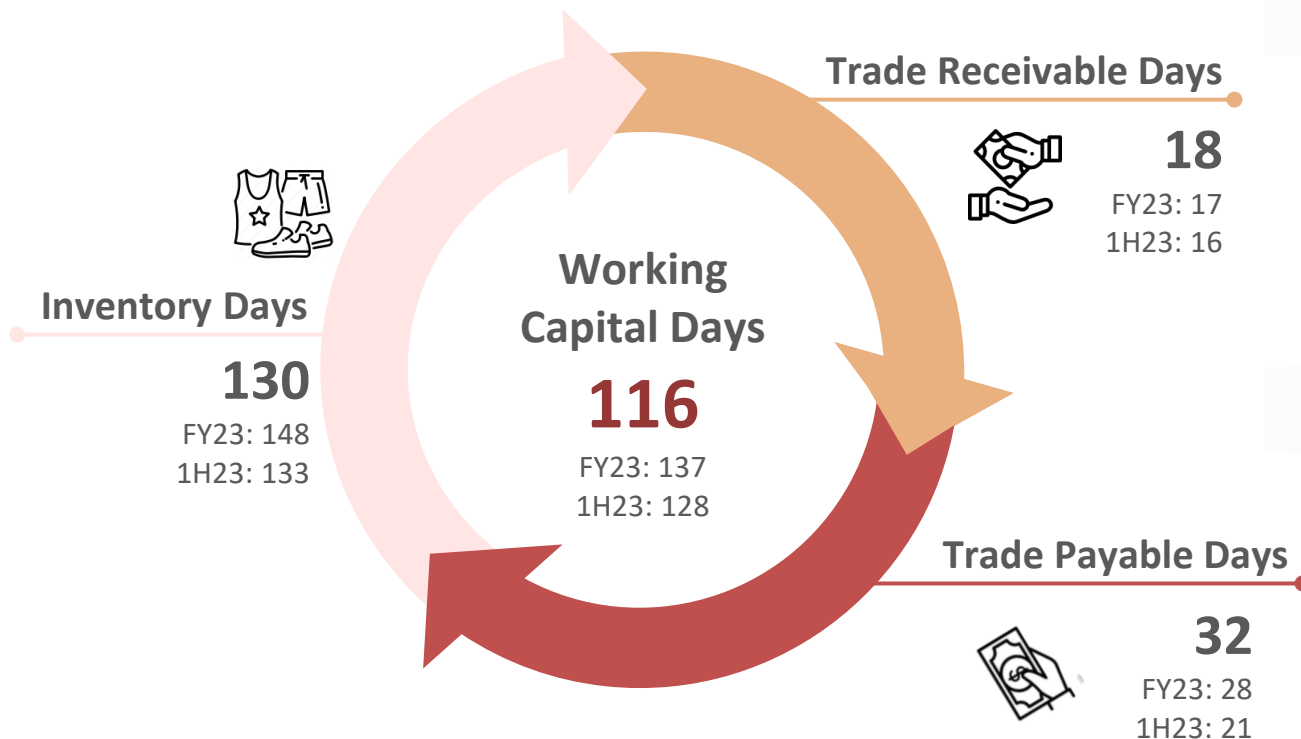 Trade Receivable Days
18
FY23: 17
1H23: 16
Inventory Days
130
FY23: 148
1H23: 133
Working
Capital Days
116
FY23: 137
1H23: 128
Trade Payable Days
32
FY23: 28
1H23: 21